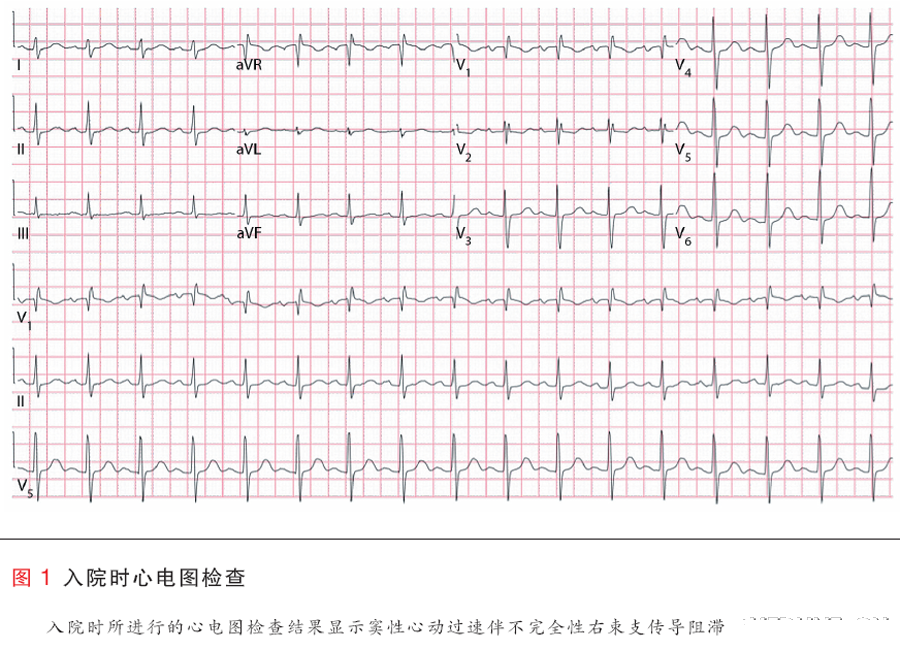 I aVR V1 V4
II aVL V2 V5
III aVF V3 V6
V1
II
V5
图 1 入院时心电图检查
入院时所进行的心电图检查结果显示窦性心动过速伴不完全性右束支传导阻滞